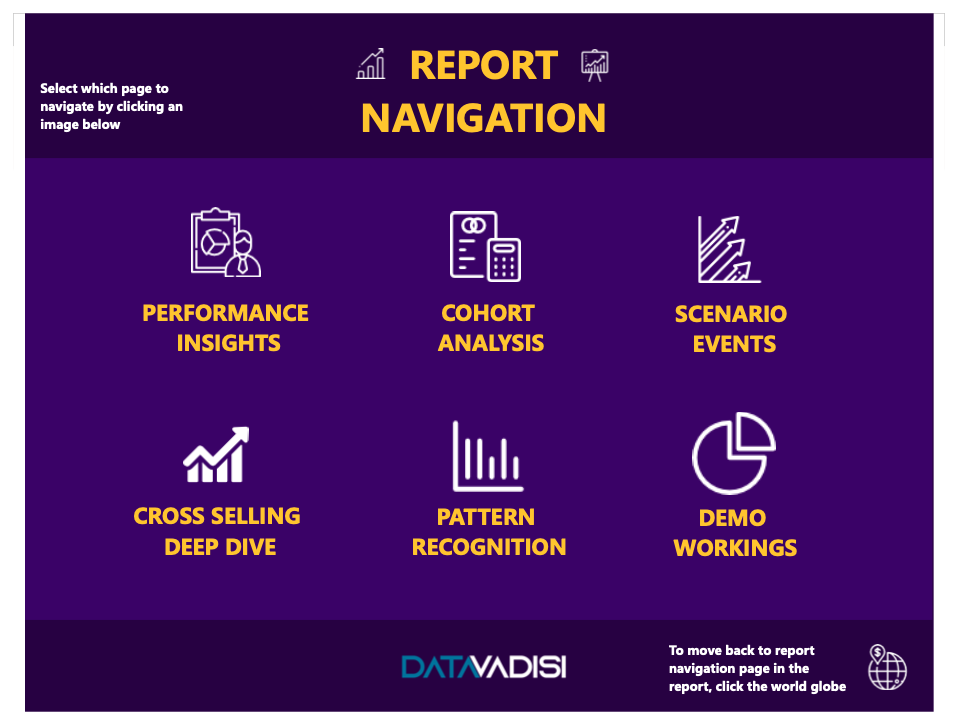 Select which page to
navigate by clicking an
image below
REPORT
NAVIGATION
PERFORMANCE
INSIGHTS
COHORT
ANALYSIS
SCENARIO
EVENTS
CROSS SELLING
DEEP DIVE
PATTERN
RECOGNITION
DEMO
WORKINGS
DATAVADISI
To move back to report
navigation page in the
report, click the world globe
$